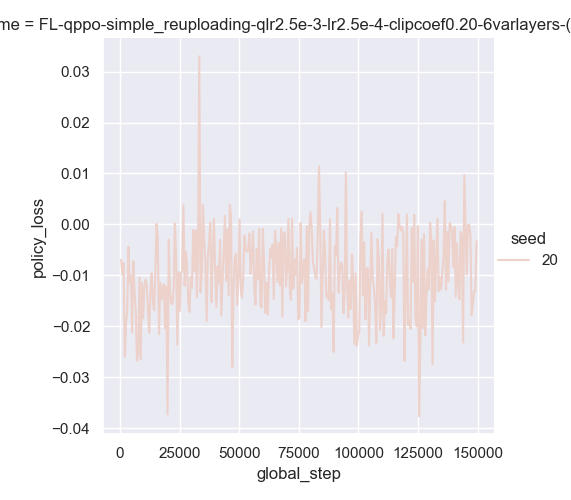 me = FL-qppo-simple_reuploading-qlr2.5e-3-lr2.5e-4-clipcoef0.20-6varlayers-(
0.03
0.02
0.01
0.00
−0.01
−0.02
−0.03
−0.04
policy_loss
0 25000 50000 75000 100000 125000 150000
global_step
seed
20